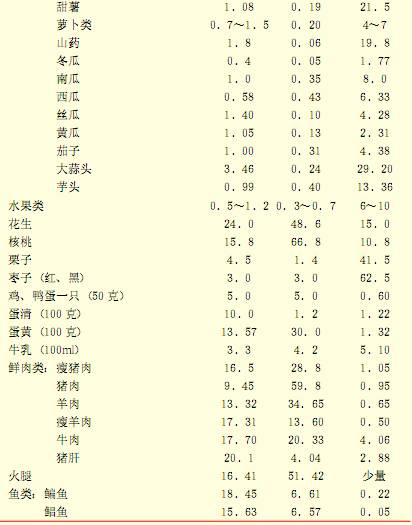 甜薯 1.08 0.19 21.5
萝卜类 0.7～1.5 0.20 4～7
山药 1.8 0.06 19.8
冬瓜 0.4 0.05 1.77
南瓜 1.0 0.35 8.0
西瓜 0.58 0.43 6.33
丝瓜 1.40 0.10 4.28
黄瓜 1.05 0.13 2.31
茄子 1.00 0.31 4.38
大蒜头 3.46 0.24 29.20
芋头 0.99 0.40 13.36
水果类 0.5～1.2 0.3～0.7 6～10
花生 24.0 48.6 15.0
核桃 15.8 66.8 10.8
栗子 4.5 1.4 41.5
枣子（红、黑） 3.0 3.0 62.5
鸡、鸭蛋一只（50克） 5.0 5.0 0.60
蛋清（100克） 10.0 1.2 1.22
蛋黄（100克） 13.57 30.0 1.32
牛乳（100ml） 3.3 4.2 5.10
鲜肉类：瘦猪肉 16.5 28.8 1.05
猪肉 9.45 59.8 0.95
羊肉 13.32 34.65 0.65
瘦羊肉 17.31 13.60 0.50
牛肉 17.70 20.33 4.06
猪肝 20.1 4.04 2.88
火腿 16.41 51.42 少量
鱼类：鳊鱼 18.45 6.61 0.22
鲳鱼 15.63 6.57 0.05